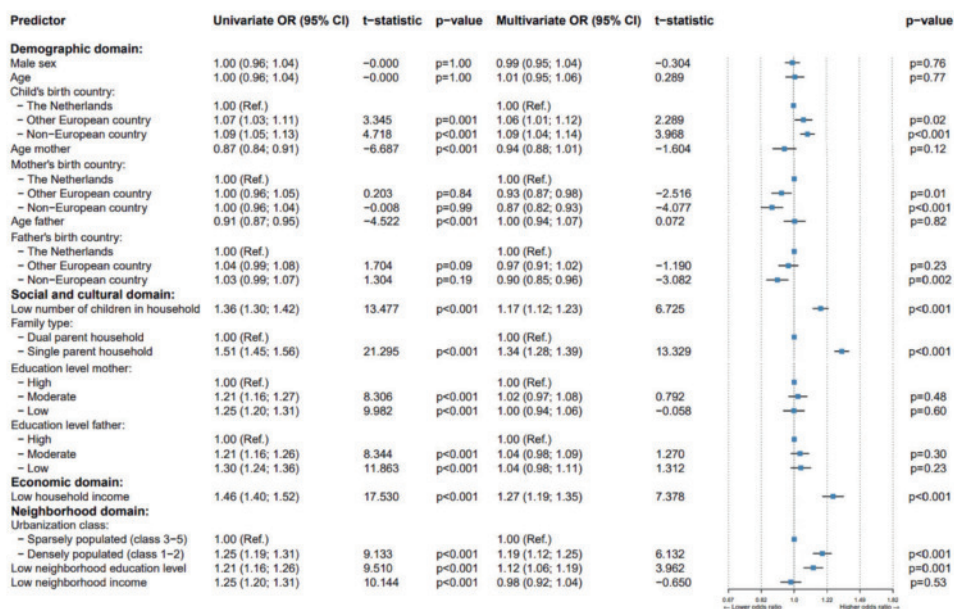 Predictor Univariate OR (95% CI) t−statistic p−value Multivariate OR (95% CI) t−statistic p−value
Demographic domain:
Male sex 1.00 (0.96; 1.04) −0.000 p=1.00 0.99 (0.95; 1.04) −0.304 p=0.76
Age 1.00 (0.96; 1.04) −0.000 p=1.00 1.01 (0.95; 1.06) 0.289 p=0.77
Child's birth country:
− The Netherlands 1.00 (Ref.) 1.00 (Ref.)
− Other European country 1.07 (1.03; 1.11) 3.345 p=0.001 1.06 (1.01; 1.12) 2.289 p=0.02
− Non−European country 1.09 (1.05; 1.13) 4.718 p<0.001 1.09 (1.04; 1.14) 3.968 p<0.001
Age mother 0.87 (0.84; 0.91) −6.687 p<0.001 0.94 (0.88; 1.01) −1.604 p=0.12
Mother's birth country:
− The Netherlands 1.00 (Ref.) 1.00 (Ref.)
− Other European country 1.00 (0.96; 1.05) 0.203 p=0.84 0.93 (0.87; 0.98) −2.516 p=0.01
− Non−European country 1.00 (0.96; 1.04) −0.008 p=0.99 0.87 (0.82; 0.93) −4.077 p<0.001
Age father 0.91 (0.87; 0.95) −4.522 p<0.001 1.00 (0.94; 1.07) 0.072 p=0.82
Father's birth country:
− The Netherlands 1.00 (Ref.) 1.00 (Ref.)
− Other European country 1.04 (0.99; 1.08) 1.704 p=0.09 0.97 (0.91; 1.02) −1.190 p=0.23
− Non−European country 1.03 (0.99; 1.07) 1.304 p=0.19 0.90 (0.85; 0.96) −3.082 p=0.002
Social and cultural domain:
Low number of children in household 1.36 (1.30; 1.42) 13.477 p<0.001 1.17 (1.12; 1.23) 6.725 p<0.001
Family type:
− Dual parent household 1.00 (Ref.) 1.00 (Ref.)
− Single parent household 1.51 (1.45; 1.56) 21.295 p<0.001 1.34 (1.28; 1.39) 13.329 p<0.001
Education level mother:
− High 1.00 (Ref.) 1.00 (Ref.)
− Moderate 1.21 (1.16; 1.27) 8.306 p<0.001 1.02 (0.97; 1.08) 0.792 p=0.48
− Low 1.25 (1.20; 1.31) 9.982 p<0.001 1.00 (0.94; 1.06) −0.058 p=0.60
Education level father:
− High 1.00 (Ref.) 1.00 (Ref.)
− Moderate 1.21 (1.16; 1.26) 8.344 p<0.001 1.04 (0.98; 1.09) 1.270 p=0.30
− Low 1.30 (1.24; 1.36) 11.863 p<0.001 1.04 (0.98; 1.11) 1.312 p=0.23
Economic domain:
Low household income 1.46 (1.40; 1.52) 17.530 p<0.001 1.27 (1.19; 1.35) 7.378 p<0.001
Neighborhood domain:
Urbanization class:
− Sparsely populated (class 3−5) 1.00 (Ref.) 1.00 (Ref.)
− Densely populated (class 1−2) 1.25 (1.19; 1.31) 9.133 p<0.001 1.19 (1.12; 1.25) 6.132 p<0.001
Low neighborhood education level 1.21 (1.16; 1.26) 9.510 p<0.001 1.12 (1.06; 1.19) 3.962 p=0.001
Low neighborhood income 1.25 (1.20; 1.31) 10.144 p<0.001 0.98 (0.92; 1.04) −0.650 p=0.53
0.67 0.82 1.0 1.22 1.49 1.82
←− Lower odds ratio Higher odds ratio −→